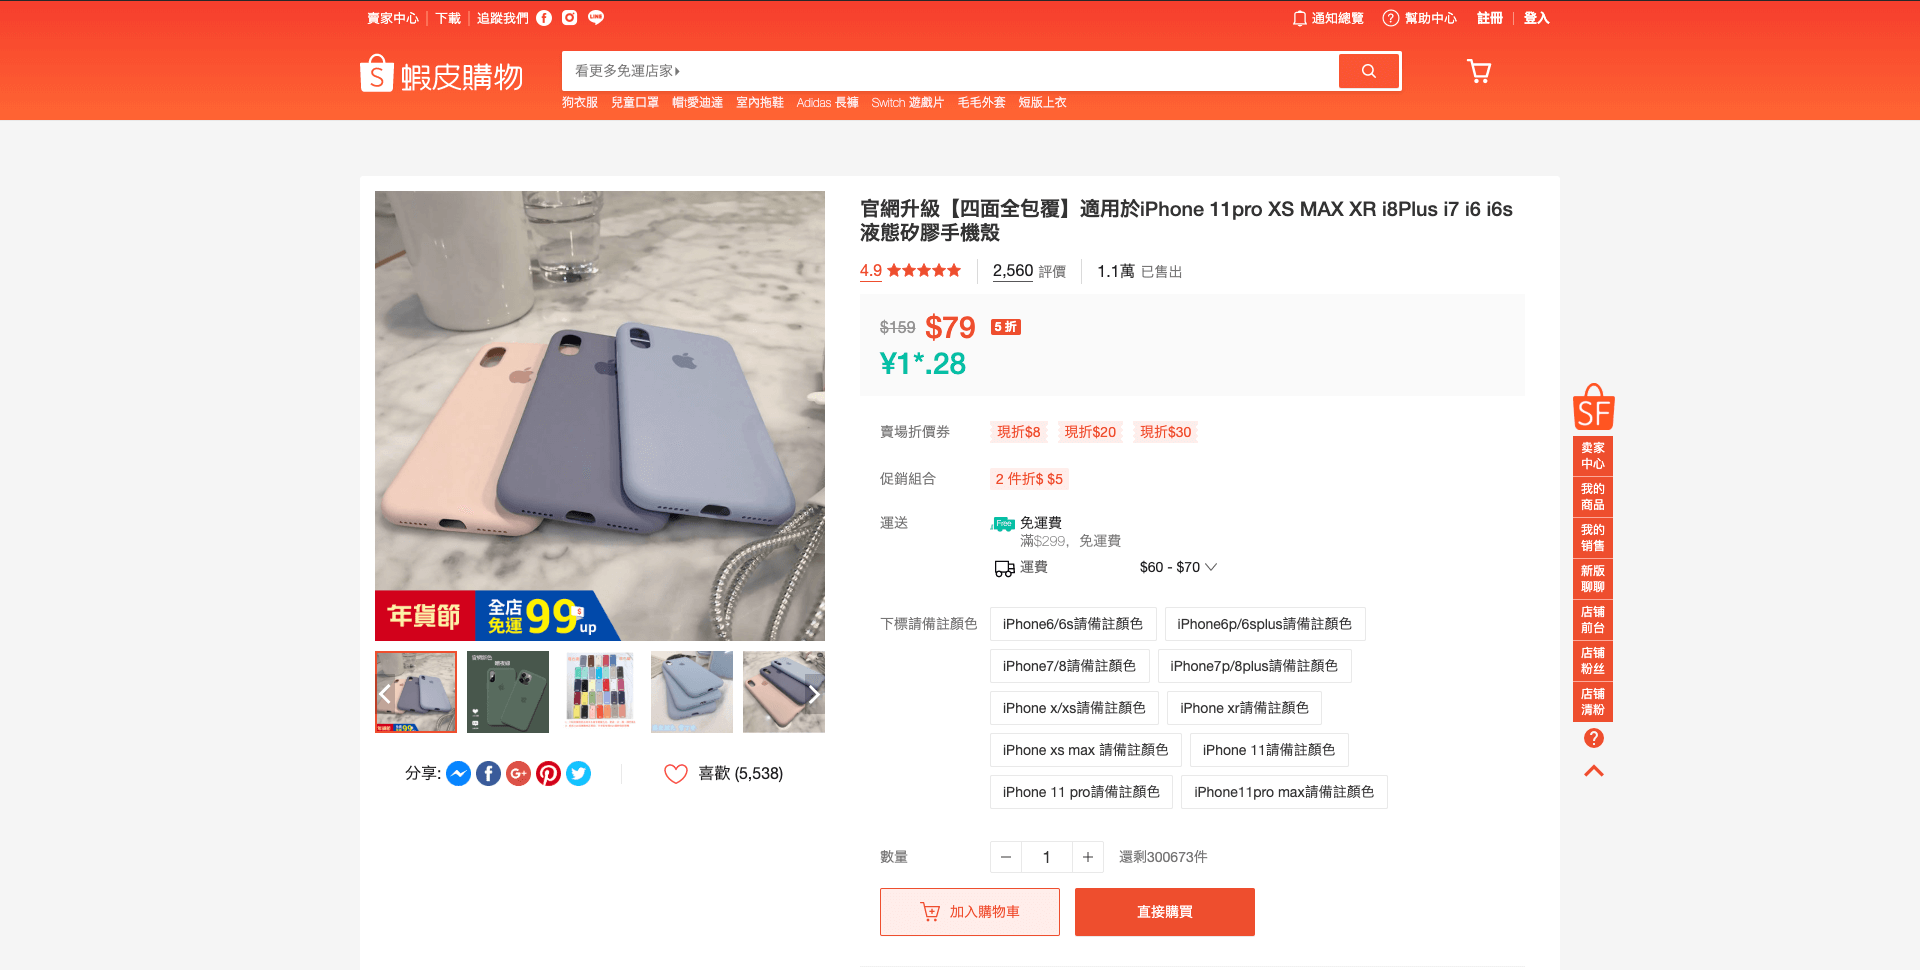 賣家中心 下載 追蹤我們
通知總覽 幫助中心 註冊 登入
蝦皮購物
看更多免運店家
狗衣服 兒童口罩 帽t愛迪達 室內拖鞋 Adidas 長褲 Switch 遊戲片 毛毛外套 短版上衣
官網升級【四面全包覆】適用於iPhone 11pro XS MAX XR i8Plus i7 i6 i6s
液態矽膠手機殼
4.9 2,560 評價 1.1萬 已售出
$159 $79 5 折
¥1*.28
賣場折價券 現折$8 現折$20 現折$30
促銷組合 2 件折$ $5
運送 Free 免運費
滿$299，免運費
運費 $60 - $70
下標請備註顏色 iPhone6/6s請備註顏色 iPhone6p/6splus請備註顏色
iPhone7/8請備註顏色 iPhone7p/8plus請備註顏色
iPhone x/xs請備註顏色 iPhone xr請備註顏色
iPhone xs max 請備註顏色 iPhone 11請備註顏色
iPhone 11 pro請備註顏色 iPhone11pro max請備註顏色
數量 1 還剩300673件
加入購物車 直接購買
年貨節 全店免運 99 up
分享: 喜歡 (5,538)
SF
卖家
中心
我的
商品
我的
销售
新版
聊聊
店铺
前台
店铺
粉丝
店铺
清粉